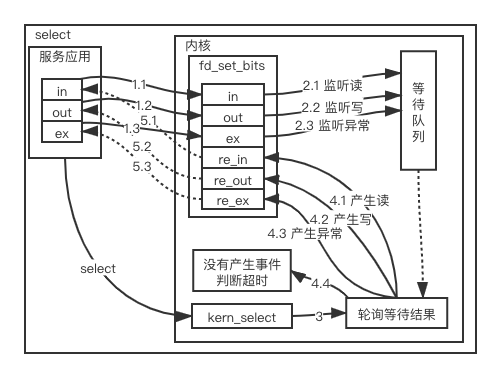 select
服务应用
in
out
ex
内核
fd_set_bits
in
out
ex
re_in
re_out
re_ex
等
待
队
列
1.1
1.2
1.3
5.1
5.2
5.3
2.1 监听读
2.2 监听写
2.3 监听异常
4.1 产生读
4.2 产生写
4.3 产生异常
没有产生事件
判断超时
4.4
select
kern_select
3
轮询等待结果